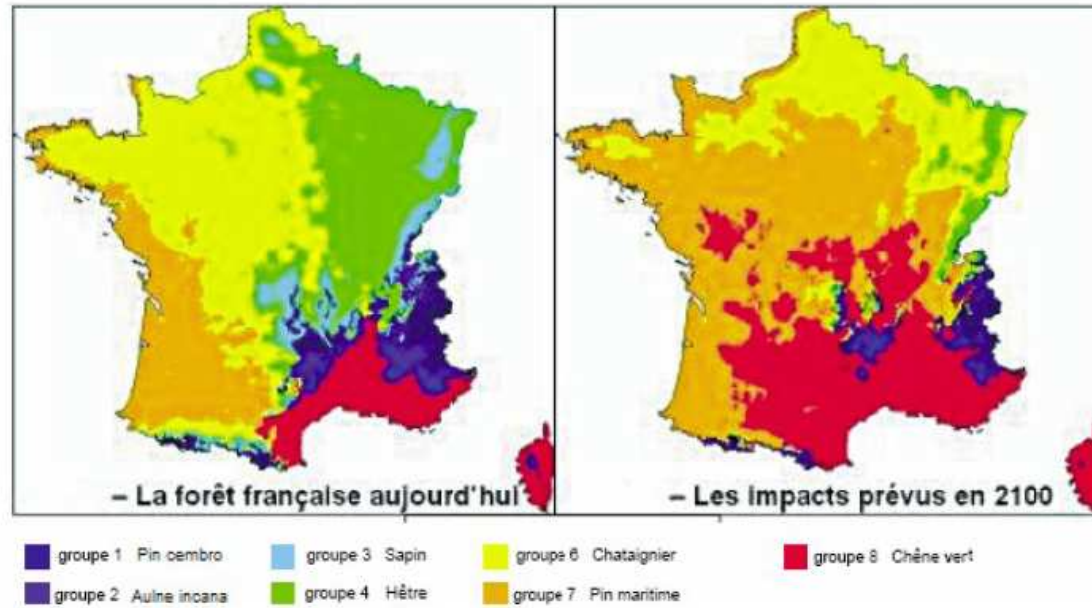 – La forêt française aujourd'hui
– Les impacts prévus en 2100
groupe 1 Pin cembro
groupe 3 Sapin
groupe 6 Chataignier
groupe 8 Chêne vert
groupe 2 Aulne incana
groupe 4 Hêtre
groupe 7 Pin maritime